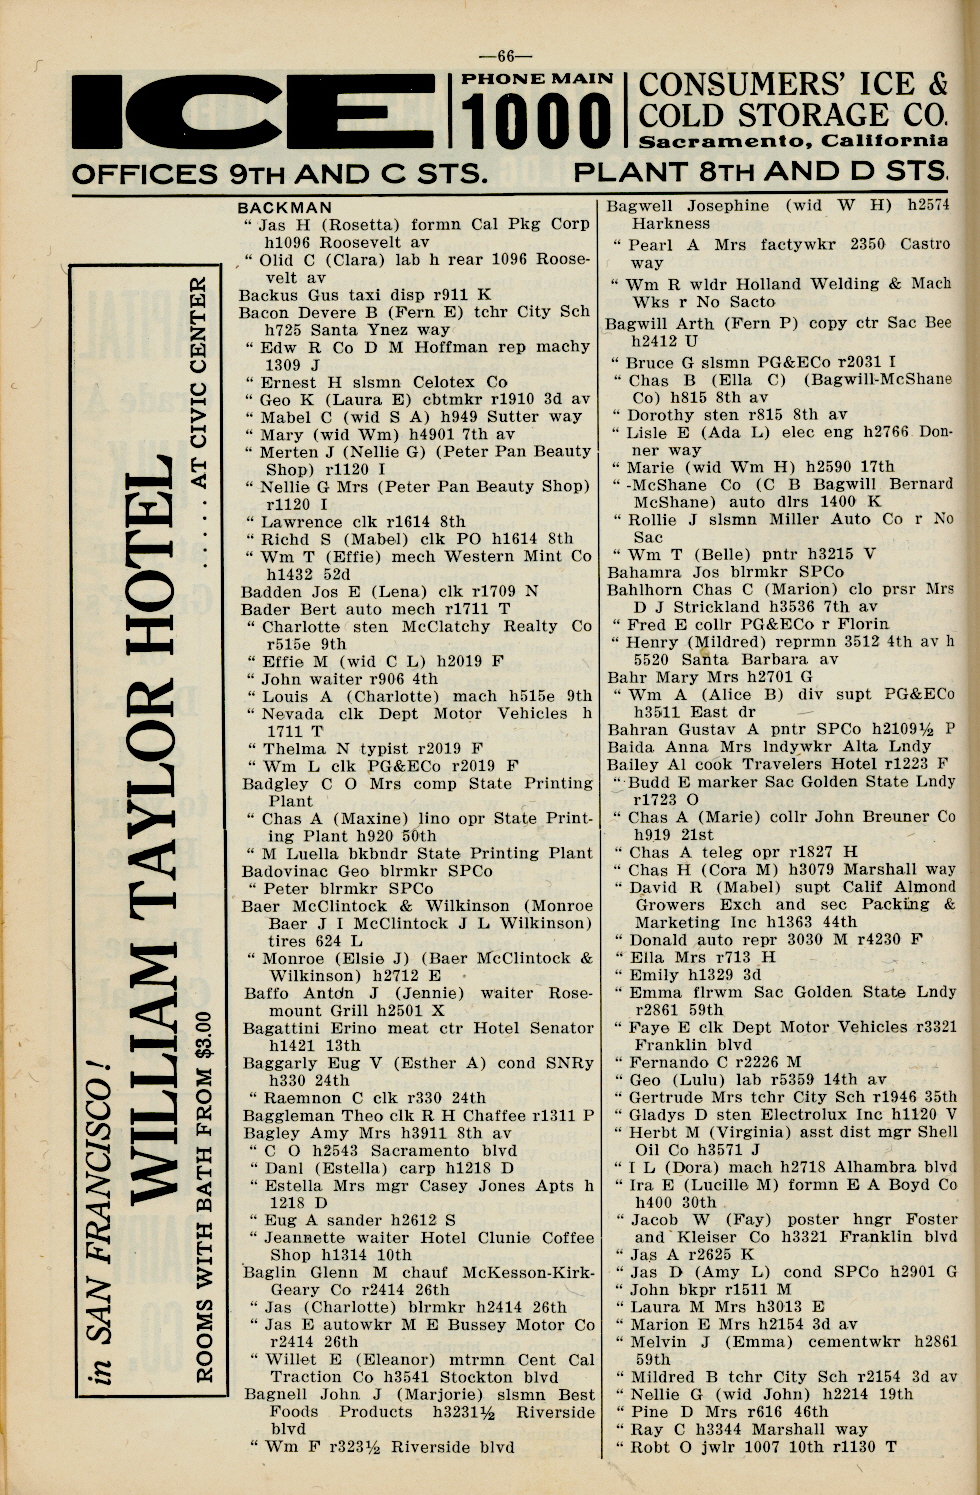 —66—
ICE
PHONE MAIN
1000
CONSUMERS' ICE &
COLD STORAGE CO.
Sacramento, California
OFFICES 9TH AND C STS.
PLANT 8TH AND D STS.
in SAN FRANCISCO!
WILLIAM TAYLOR HOTEL
ROOMS WITH BATH FROM $3.00
..... AT CIVIC CENTER
BACKMAN
" Jas H (Rosetta) formn Cal Pkg Corp
h1096 Roosevelt av
" Olid C (Clara) lab h rear 1096 Roose-
velt av
Backus Gus taxi disp r911 K
Bacon Devere B (Fern E) tchr City Sch
h725 Santa Ynez way
" Edw R Co D M Hoffman rep machy
1309 J
" Ernest H slsmn Celotex Co
" Geo K (Laura E) cbtmkr r1910 3d av
" Mabel C (wid S A) h949 Sutter way
" Mary (wid Wm) h4901 7th av
" Merten J (Nellie G) (Peter Pan Beauty
Shop) r1120 I
" Nellie G Mrs (Peter Pan Beauty Shop)
r1120 I
" Lawrence clk r1614 8th
" Richd S (Mabel) clk PO h1614 8th
" Wm T (Effie) mech Western Mint Co
h1432 52d
Badden Jos E (Lena) clk r1709 N
Bader Bert auto mech r1711 T
" Charlotte sten McClatchy Realty Co
r515e 9th
" Effie M (wid C L) h2019 F
" John waiter r906 4th
" Louis A (Charlotte) mach h515e 9th
" Nevada clk Dept Motor Vehicles h
1711 T
" Thelma N typist r2019 F
" Wm L clk PG&ECo r2019 F
Badgley C O Mrs comp State Printing
Plant
" Chas A (Maxine) lino opr State Print-
ing Plant h920 50th
" M Luella bkbndr State Printing Plant
Badovinac Geo blrmkr SPCo
" Peter blrmkr SPCo
Baer McClintock & Wilkinson (Monroe
Baer J I McClintock J L Wilkinson)
tires 624 L
" Monroe (Elsie J) (Baer McClintock &
Wilkinson) h2712 E
Baffo Anton J (Jennie) waiter Rose-
mount Grill h2501 X
Bagattini Erino meat ctr Hotel Senator
h1421 13th
Baggarly Eug V (Esther A) cond SNRy
h330 24th
" Raemnon C clk r330 24th
Baggleman Theo clk R H Chaffee r1311 P
Bagley Amy Mrs h3911 8th av
" C O h2543 Sacramento blvd
" Danl (Estella) carp h1218 D
" Estella Mrs mgr Casey Jones Apts h
1218 D
" Eug A sander h2612 S
" Jeannette waiter Hotel Clunie Coffee
Shop h1314 10th
Baglin Glenn M chauf McKesson-Kirk-
Geary Co r2414 26th
" Jas (Charlotte) blrmkr h2414 26th
" Jas E autowkr M E Bussey Motor Co
r2414 26th
" Willet E (Eleanor) mtrmn Cent Cal
Traction Co h3541 Stockton blvd
Bagnell John J (Marjorie) slsmn Best
Foods Products h3231½ Riverside
blvd
" Wm F r323½ Riverside blvd
Bagwell Josephine (wid W H) h2574
Harkness
" Pearl A Mrs factywkr 2350 Castro
way
" Wm R wldr Holland Welding & Mach
Wks r No Sacto
Bagwill Arth (Fern P) copy ctr Sac Bee
h2412 U
" Bruce G slsmn PG&ECo r2031 I
" Chas B (Ella C) (Bagwill-McShane
Co) h815 8th av
" Dorothy sten r815 8th av
" Lisle E (Ada L) elec eng h2766 Don-
ner way
" Marie (wid Wm H) h2590 17th
" -McShane Co (C B Bagwill Bernard
McShane) auto dlrs 1400 K
" Rollie J slsmn Miller Auto Co r No
Sac
" Wm T (Belle) pntr h3215 V
Bahamra Jos blrmkr SPCo
Bahlhorn Chas C (Marion) clo prsr Mrs
D J Strickland h3536 7th av
" Fred E collr PG&ECo r Florin
" Henry (Mildred) reprmn 3512 4th av h
5520 Santa Barbara av
Bahr Mary Mrs h2701 G
" Wm A (Alice B) div supt PG&ECo
h3511 East dr
Bahran Gustav A pntr SPCo h2109½ P
Baida Anna Mrs lndywkr Alta Lndy
Bailey Al cook Travelers Hotel r1223 F
" Budd E marker Sac Golden State Lndy
r1723 O
" Chas A (Marie) collr John Breuner Co
h919 21st
" Chas A teleg opr r1827 H
" Chas H (Cora M) h3079 Marshall way
" David R (Mabel) supt Calif Almond
Growers Exch and sec Packing &
Marketing Inc h1363 44th
" Donald auto repr 3030 M r4230 F
" Ella Mrs r713 H
" Emily h1329 3d
" Emma flrwm Sac Golden State Lndy
r2861 59th
" Faye E clk Dept Motor Vehicles r3321
Franklin blvd
" Fernando C r2226 M
" Geo (Lulu) lab r5359 14th av
" Gertrude Mrs tchr City Sch r1946 35th
" Gladys D sten Electrolux Inc h1120 V
" Herbt M (Virginia) asst dist mgr Shell
Oil Co h3571 J
" I L (Dora) mach h2718 Alhambra blvd
" Ira E (Lucille M) formn E A Boyd Co
h400 30th
" Jacob W (Fay) poster hngr Foster
and Kleiser Co h3321 Franklin blvd
" Jas A r2625 K
" Jas D (Amy L) cond SPCo h2901 G
" John bkpr r1511 M
" Laura M Mrs h3013 E
" Marion E Mrs h2154 3d av
" Melvin J (Emma) cementwkr h2861
59th
" Mildred B tchr City Sch r2154 3d av
" Nellie G (wid John) h2214 19th
" Pine D Mrs r616 46th
" Ray C h3344 Marshall way
" Robt O jwlr 1007 10th r1130 T